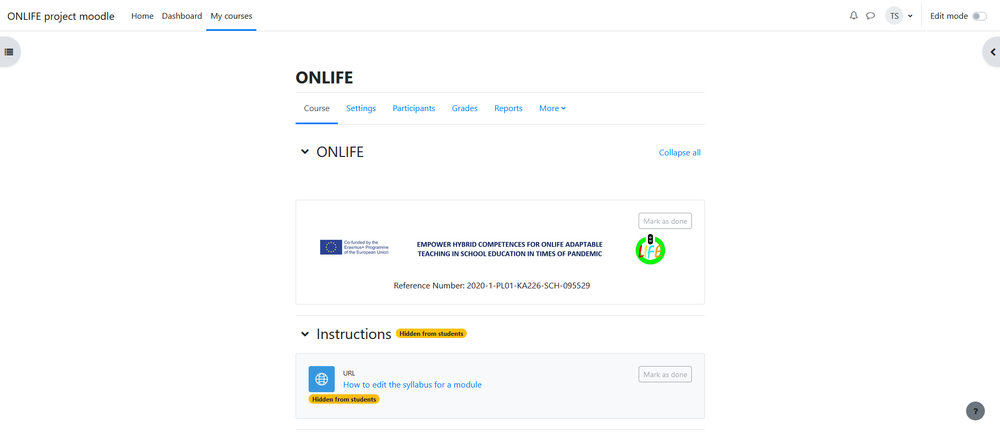 ONLIFE project moodle
Home
Dashboard
My courses
TS
Edit mode
ONLIFE
Course
Settings
Participants
Grades
Reports
More
ONLIFE
Collapse all
Mark as done
Co-funded by the
Erasmus+ Programme
of the European Union
EMPOWER HYBRID COMPETENCES FOR ONLIFE ADAPTABLE
TEACHING IN SCHOOL EDUCATION IN TIMES OF PANDEMIC
ON
LIFE
Reference Number: 2020-1-PL01-KA226-SCH-095529
Instructions
Hidden from students
URL
How to edit the syllabus for a module
Mark as done
Hidden from students
?